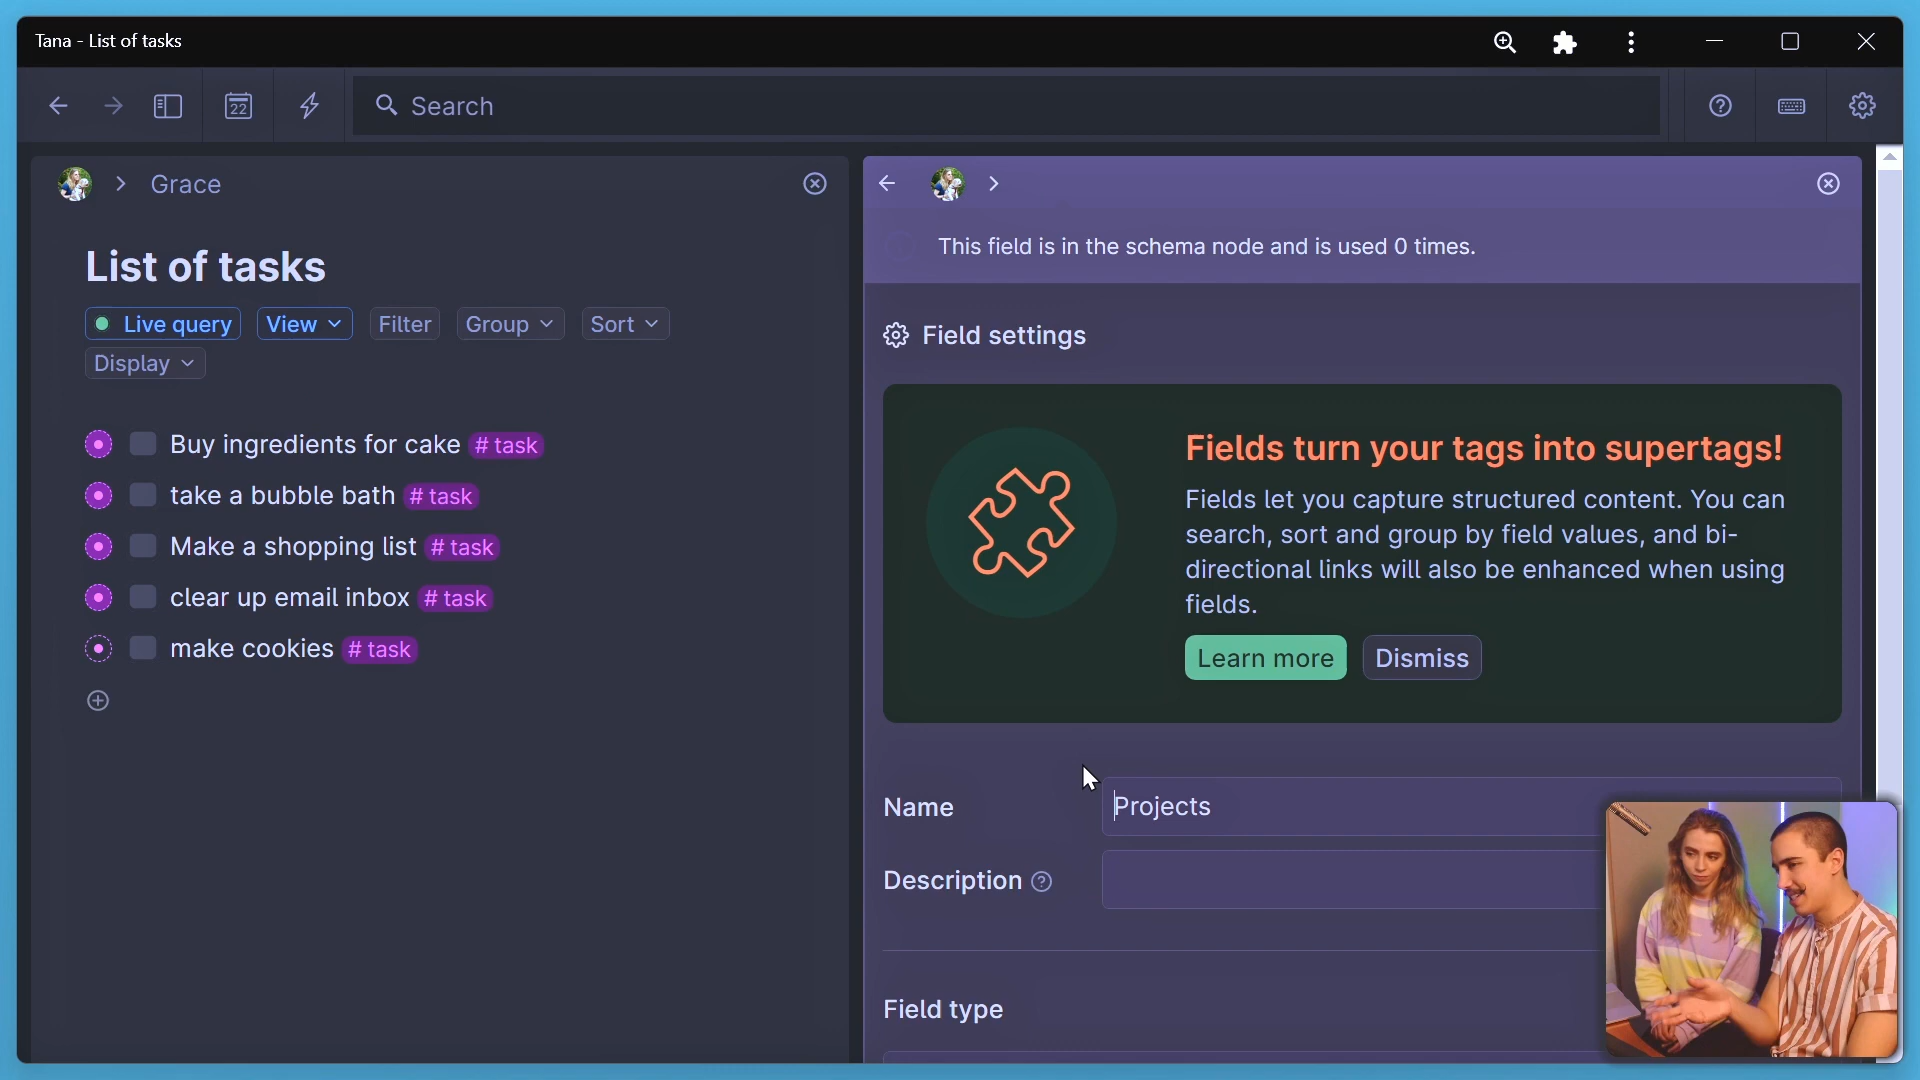 Tana - List of tasks
22
Search
Grace
List of tasks
Live query
View
Filter
Group
Sort
Display
Buy ingredients for cake # task
take a bubble bath # task
Make a shopping list # task
clear up email inbox # task
make cookies # task
This field is in the schema node and is used 0 times.
Field settings
Fields turn your tags into supertags!
Fields let you capture structured content. You can
search, sort and group by field values, and bi-
directional links will also be enhanced when using
fields.
Learn more
Dismiss
Name
Projects
Description
Field type